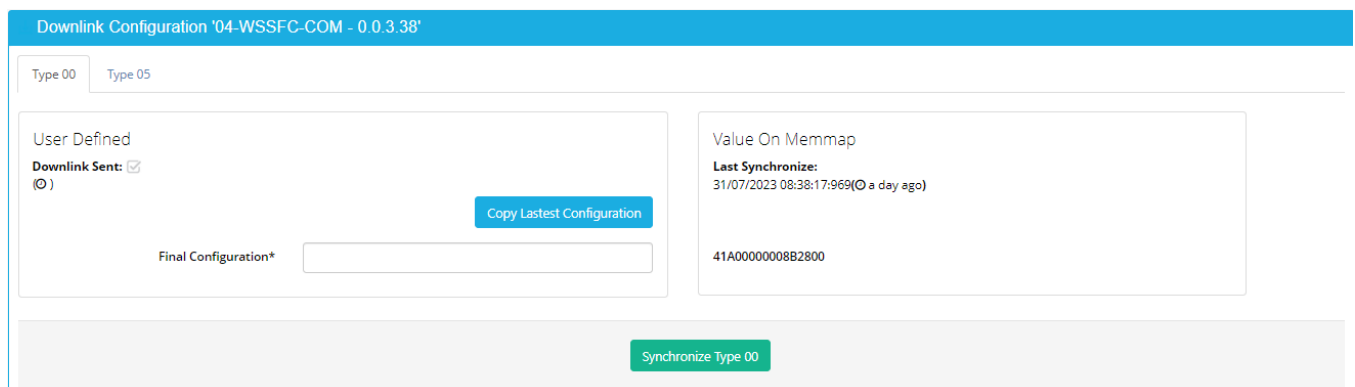 Downlink Configuration '04-WSSFC-COM - 0.0.3.38'
Type 00 Type 05
User Defined
Downlink Sent:
( )
Copy Lastest Configuration
Final Configuration*
Value On Memmap
Last Synchronize:
31/07/2023 08:38:17:969( a day ago)
41A00000008B2800
Synchronize Type 00